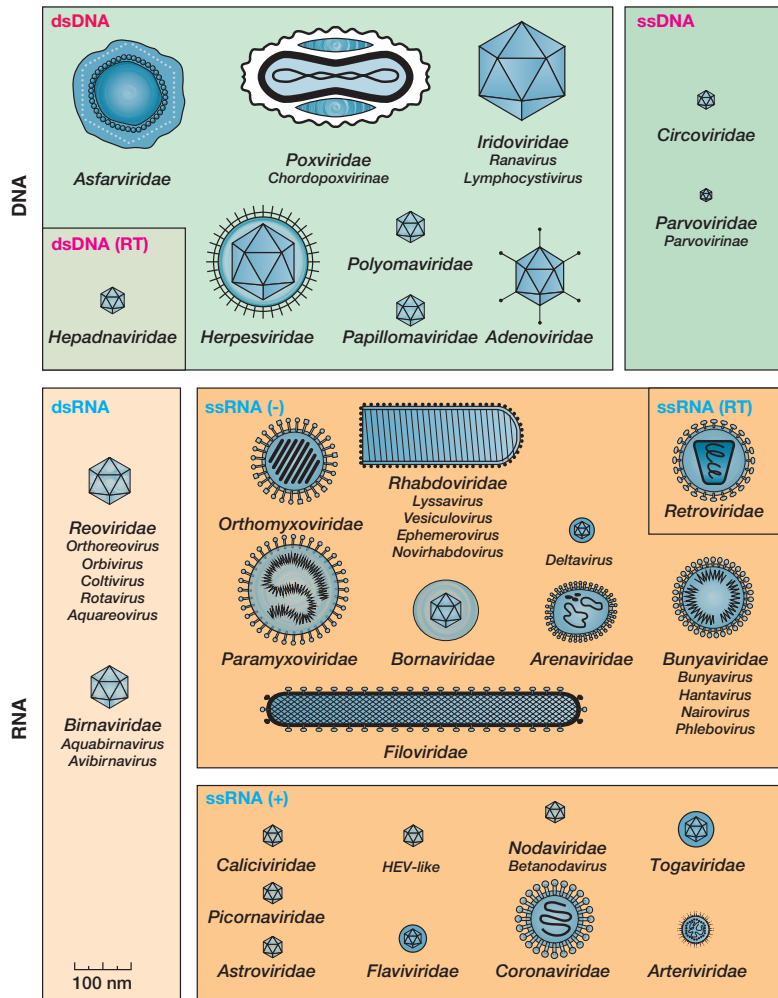 DNA
dsDNA
Asfarviridae
Poxviridae
Chordopoxvirinae
Iridoviridae
Ranavirus
Lymphocystivirus
dsDNA (RT)
Hepadnaviridae
Herpesviridae
Polyomaviridae
Papillomaviridae
Adenoviridae
ssDNA
Circoviridae
Parvoviridae
Parvovirinae
RNA
dsRNA
Reoviridae
Orthoreovirus
Orbivirus
Coltivirus
Rotavirus
Aquareovirus
Birnaviridae
Aquabirnavirus
Avibirnavirus
100 nm
ssRNA (-)
Orthomyxoviridae
Rhabdoviridae
Lyssavirus
Vesiculovirus
Ephemerovirus
Novirhabdovirus
Deltavirus
ssRNA (RT)
Retroviridae
Paramyxoviridae
Bornaviridae
Arenaviridae
Bunyaviridae
Bunyavirus
Hantavirus
Nairovirus
Phlebovirus
Filoviridae
ssRNA (+)
Caliciviridae
HEV-like
Nodaviridae
Betanodavirus
Togaviridae
Picornaviridae
Astroviridae
Flaviviridae
Coronaviridae
Arteriviridae